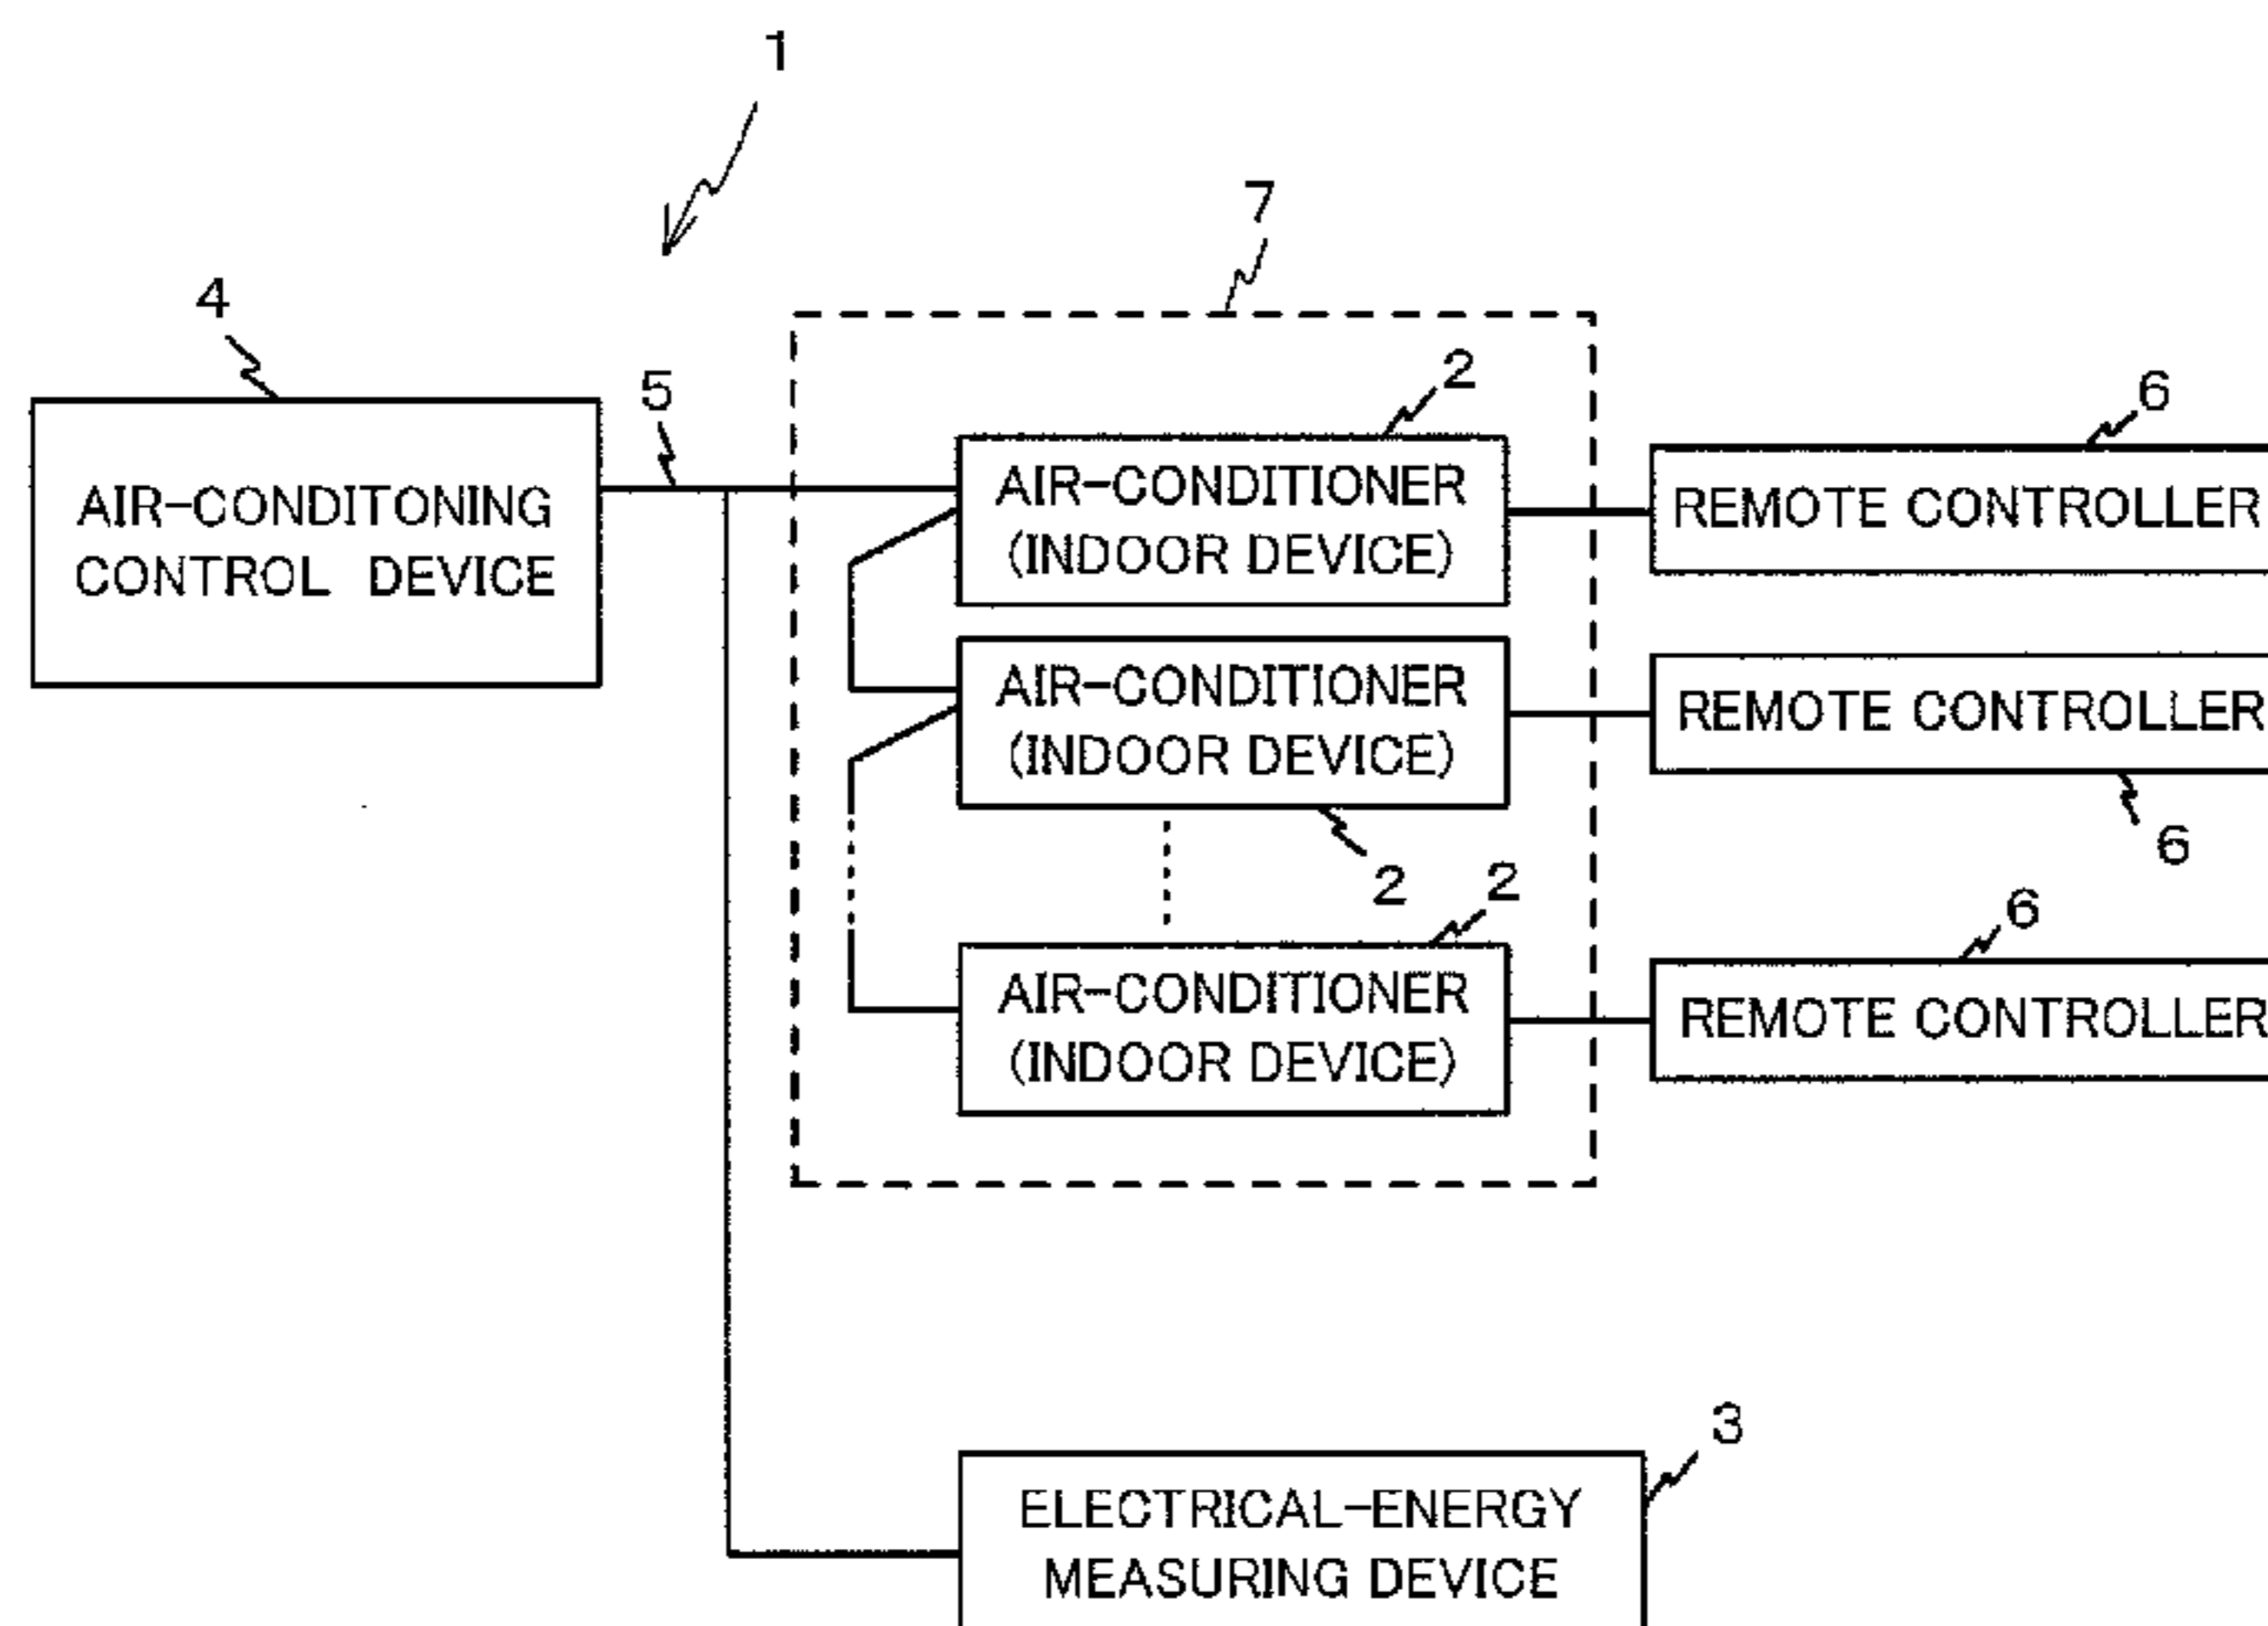 1
7
4
5
2
6
AIR-CONDITONING
CONTROL DEVICE
AIR-CONDITIONER
(INDOOR DEVICE)
REMOTE CONTROLLER
AIR-CONDITIONER
(INDOOR DEVICE)
REMOTE CONTROLLER
2
2
6
6
AIR-CONDITIONER
(INDOOR DEVICE)
REMOTE CONTROLLER
3
ELECTRICAL-ENERGY
MEASURING DEVICE